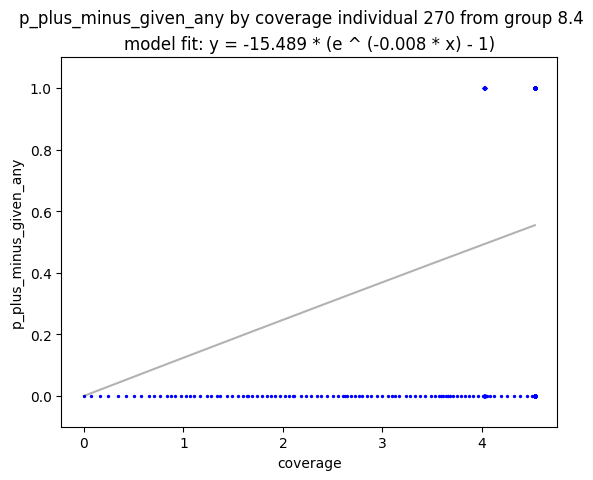 p_plus_minus_given_any by coverage individual 270 from group 8.4
model fit: y = -15.489 * (e ^ (-0.008 * x) - 1)
1.0
0.8
0.6
0.4
0.2
0.0
p_plus_minus_given_any
0
1
2
3
4
coverage